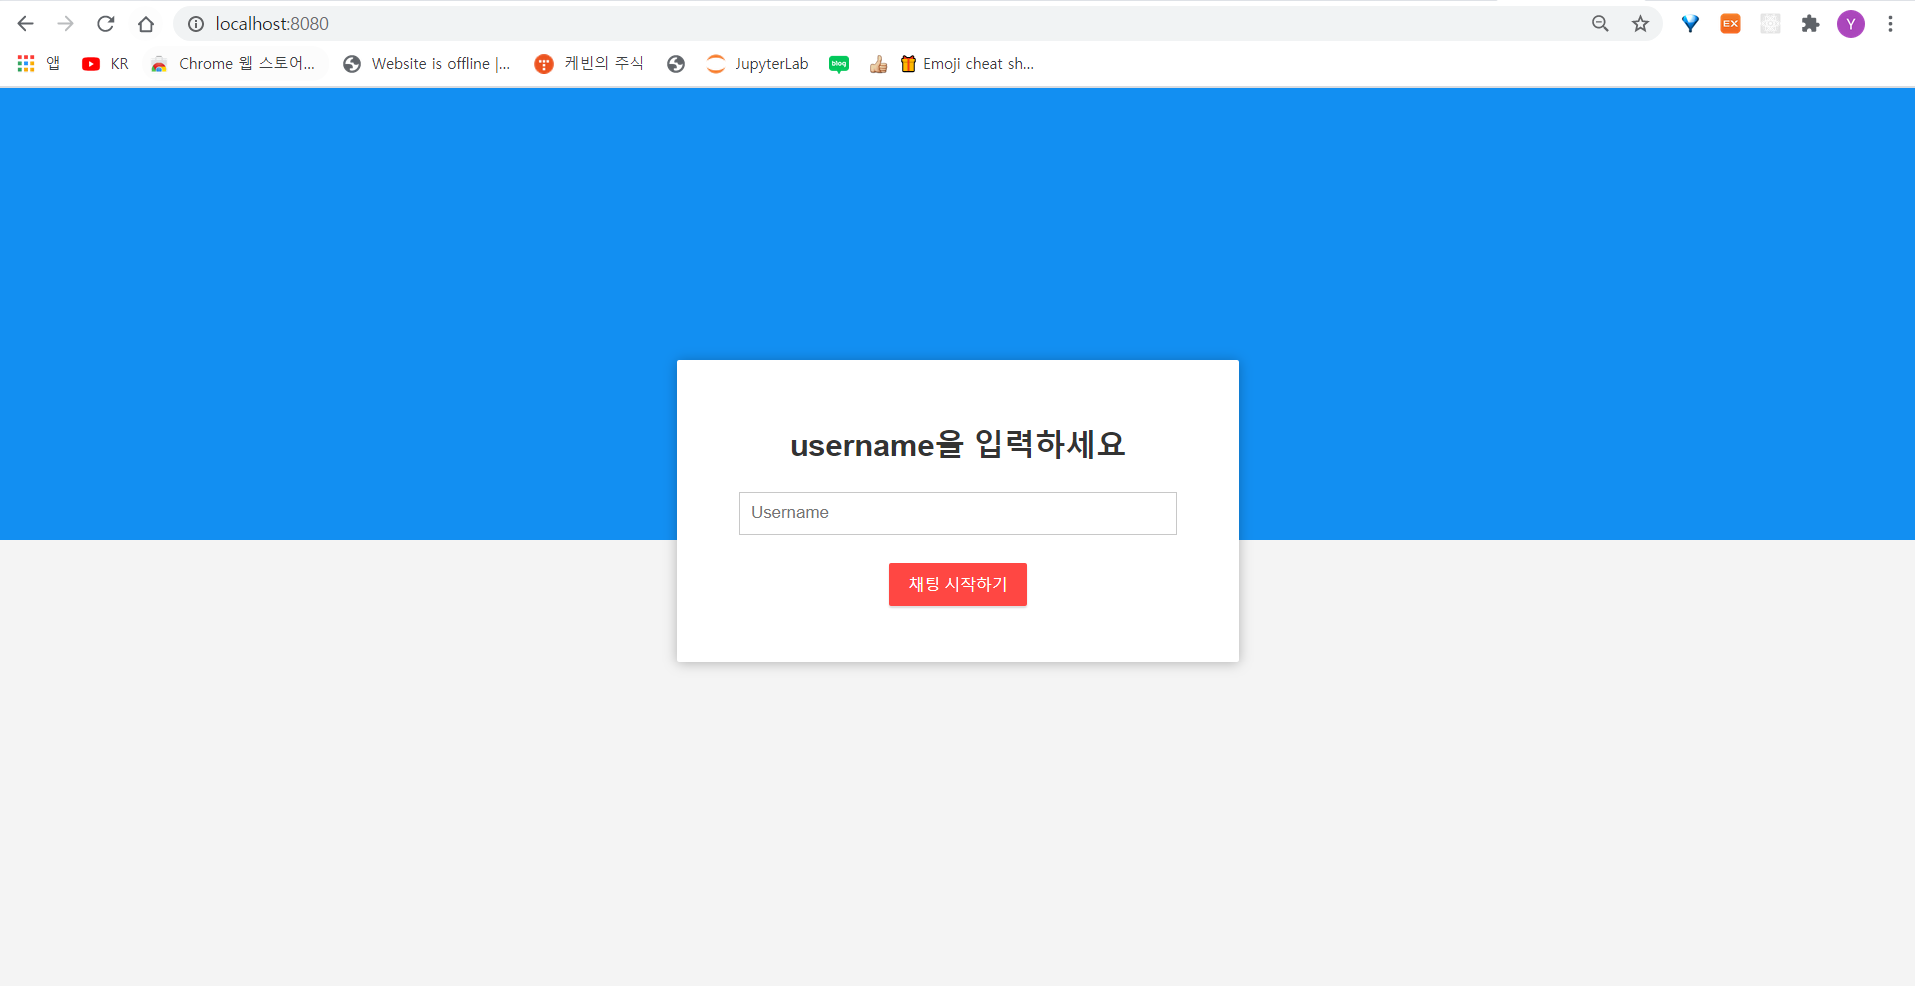 localhost:8080
EX
Y
앱 KR Chrome 웹 스토어... Website is offline |... 케빈의 주식 JupyterLab blog Emoji cheat sh...
username을 입력하세요
Username
채팅 시작하기